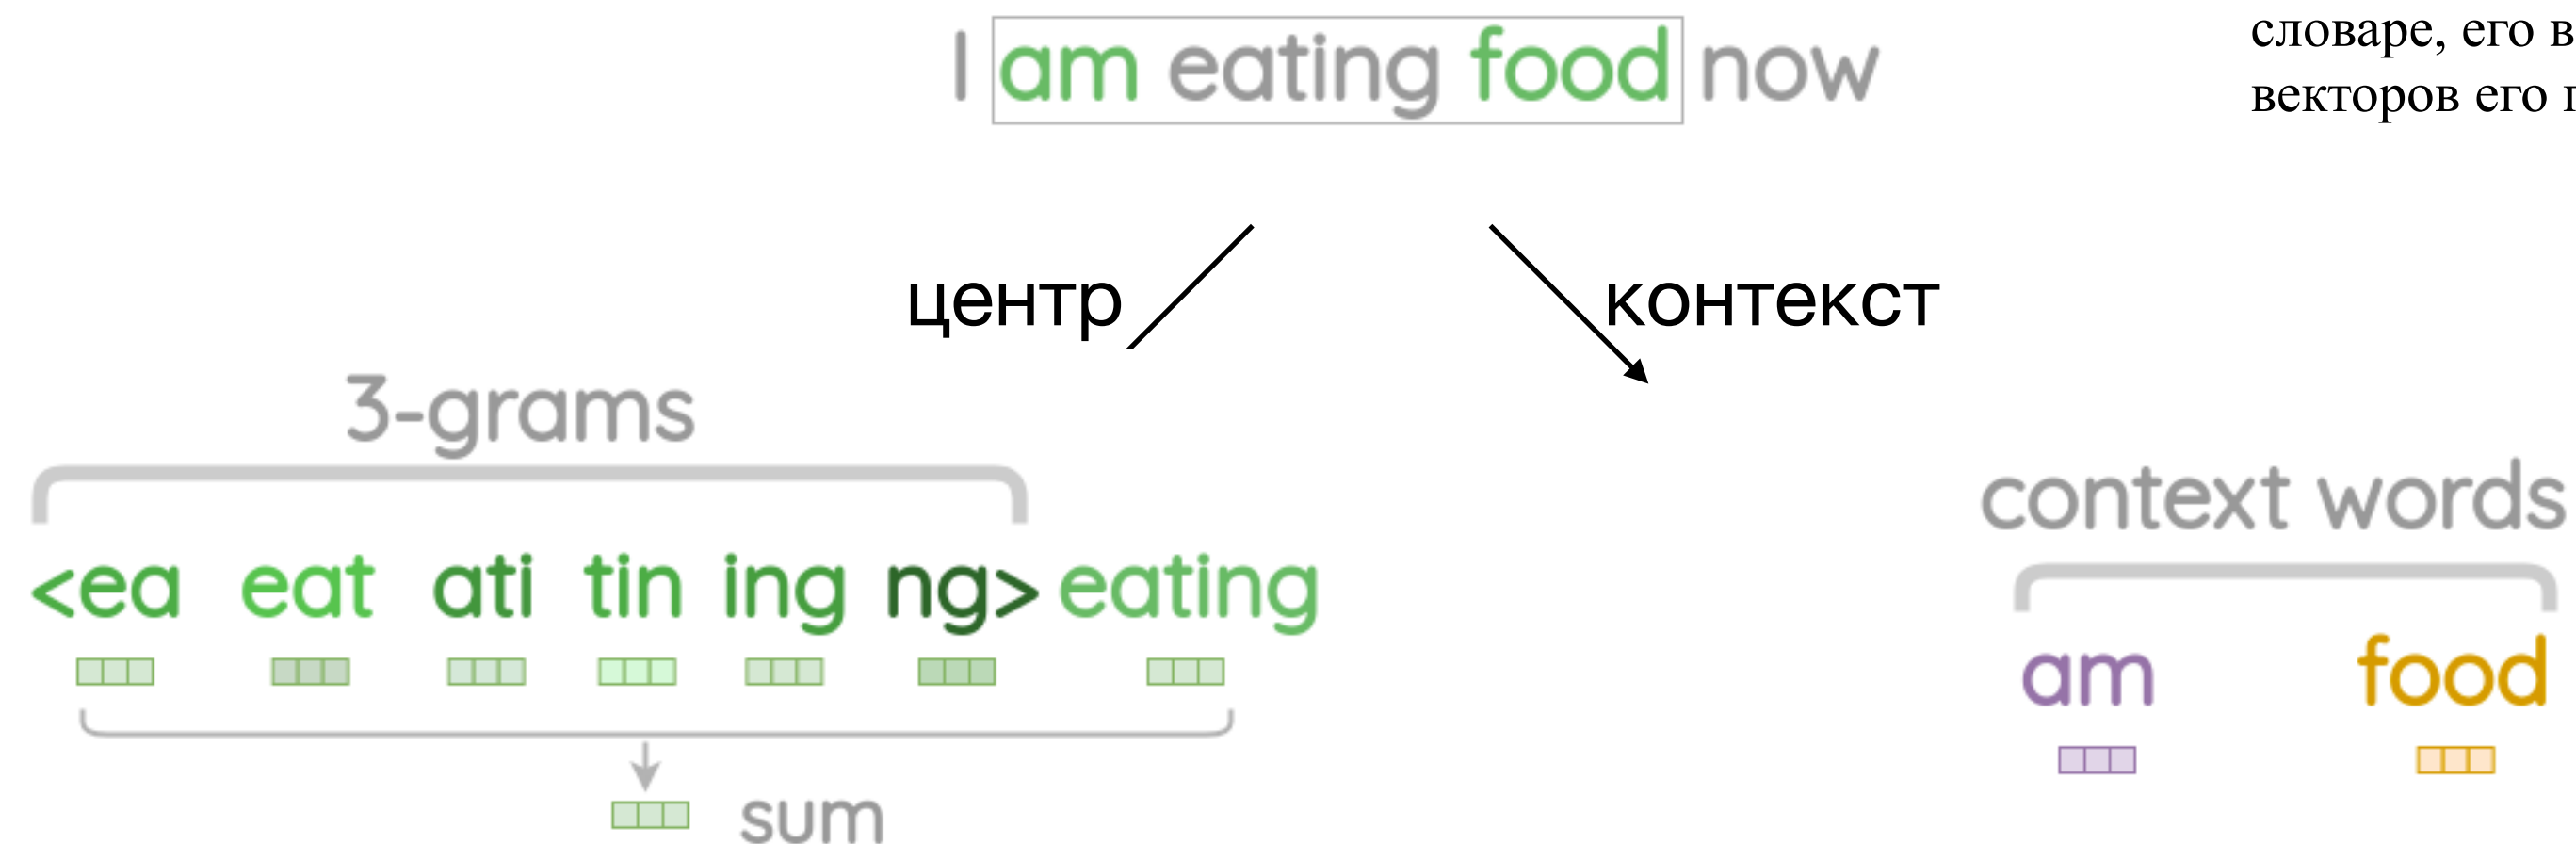 I am eating food now
словаре, его в
векторов его
центр
контекст
3-grams
context words
<ea eat ati tin ing ng> eating
am food
sum